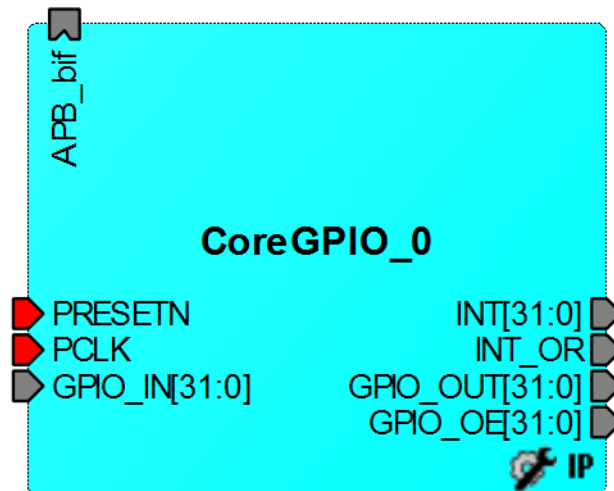 APB_bif
CoreGPIO_0
PRESETN
INT[31:0]
PCLK
INT_OR
GPIO_IN[31:0]
GPIO_OUT[31:0]
GPIO_OE[31:0]
IP